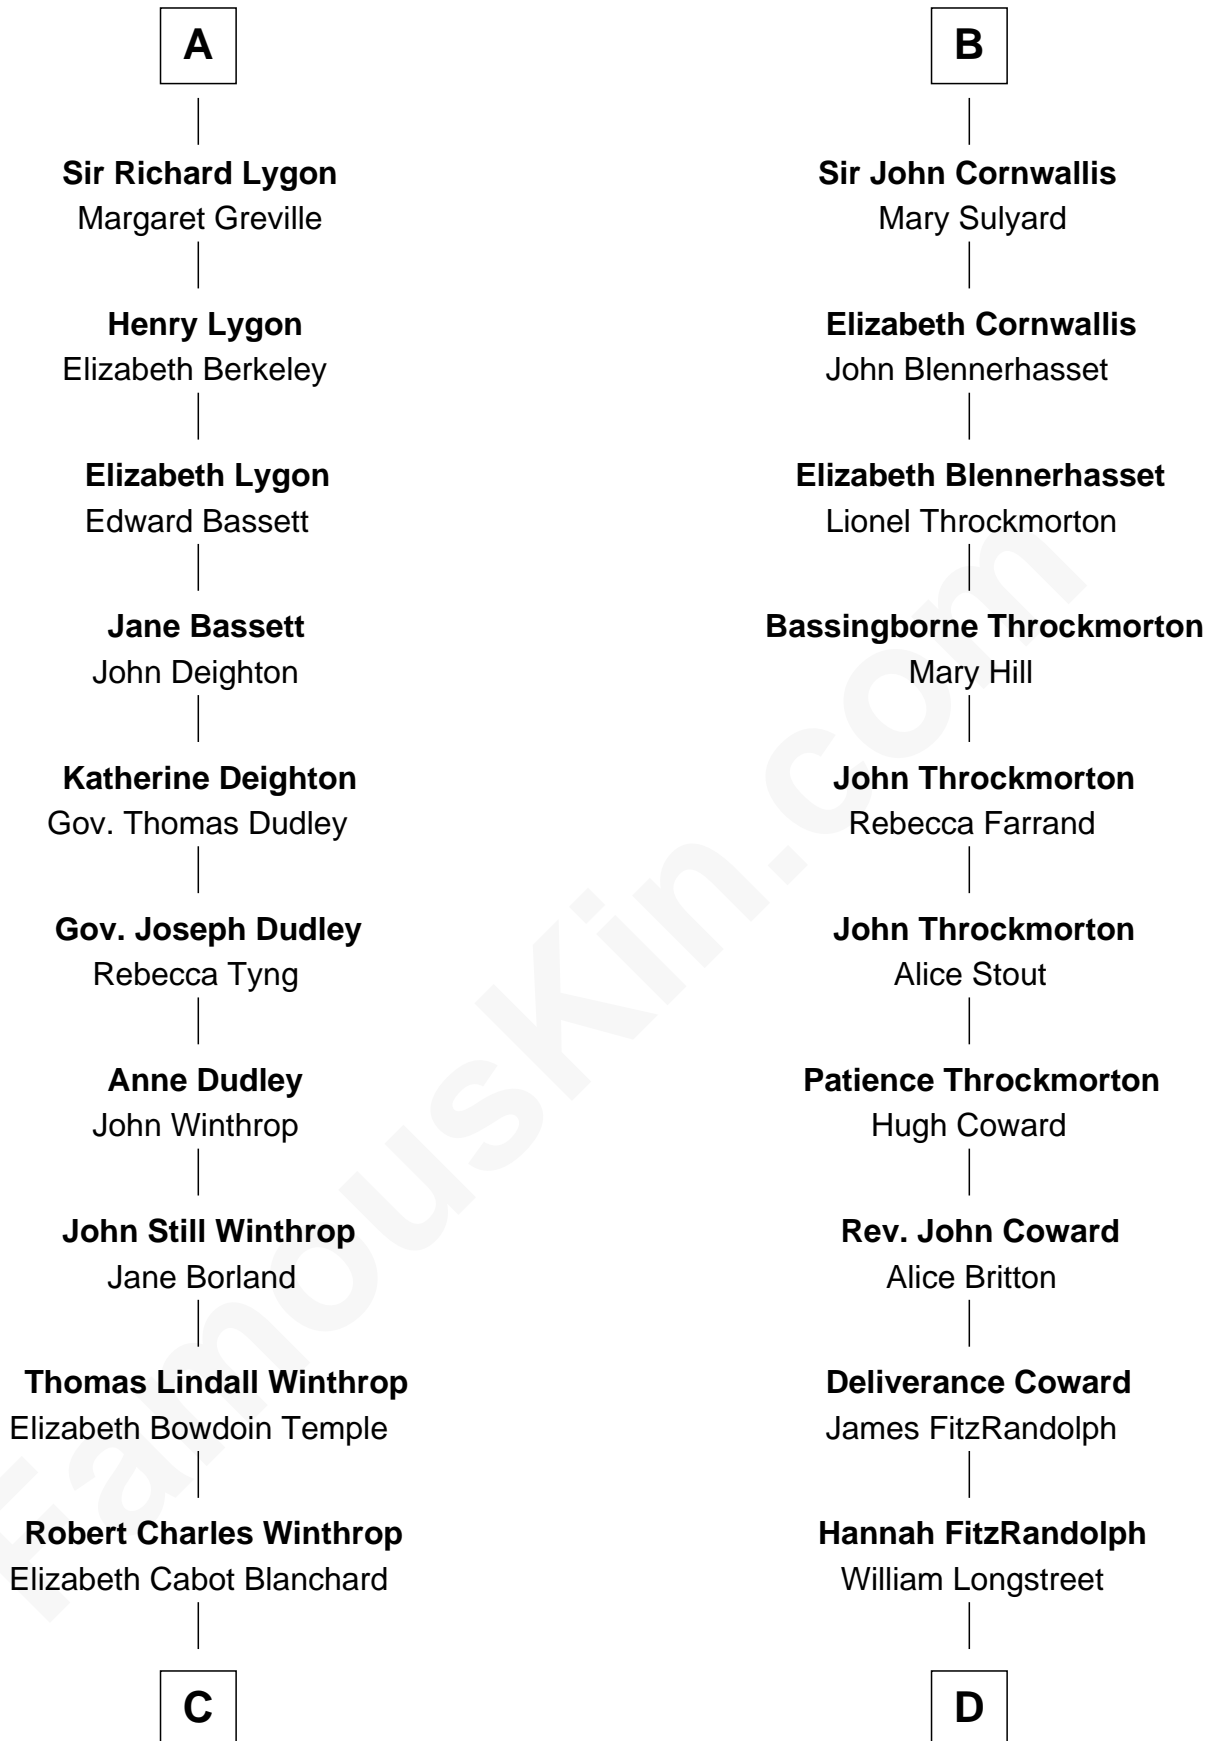 A
Sir Richard Lygon
Margaret Greville
Henry Lygon
Elizabeth Berkeley
Elizabeth Lygon
Edward Bassett
Jane Bassett
John Deighton
Katherine Deighton
Gov. Thomas Dudley
Gov. Joseph Dudley
Rebecca Tyng
Anne Dudley
John Winthrop
John Still Winthrop
Jane Borland
Thomas Lindall Winthrop
Elizabeth Bowdoin Temple
Robert Charles Winthrop
Elizabeth Cabot Blanchard
C
B
Sir John Cornwallis
Mary Sulyard
Elizabeth Cornwallis
John Blennerhasset
Elizabeth Blennerhasset
Lionel Throckmorton
Bassingborne Throckmorton
Mary Hill
John Throckmorton
Rebecca Farrand
John Throckmorton
Alice Stout
Patience Throckmorton
Hugh Coward
Rev. John Coward
Alice Britton
Deliverance Coward
James FitzRandolph
Hannah FitzRandolph
William Longstreet
D
FamousKin.com